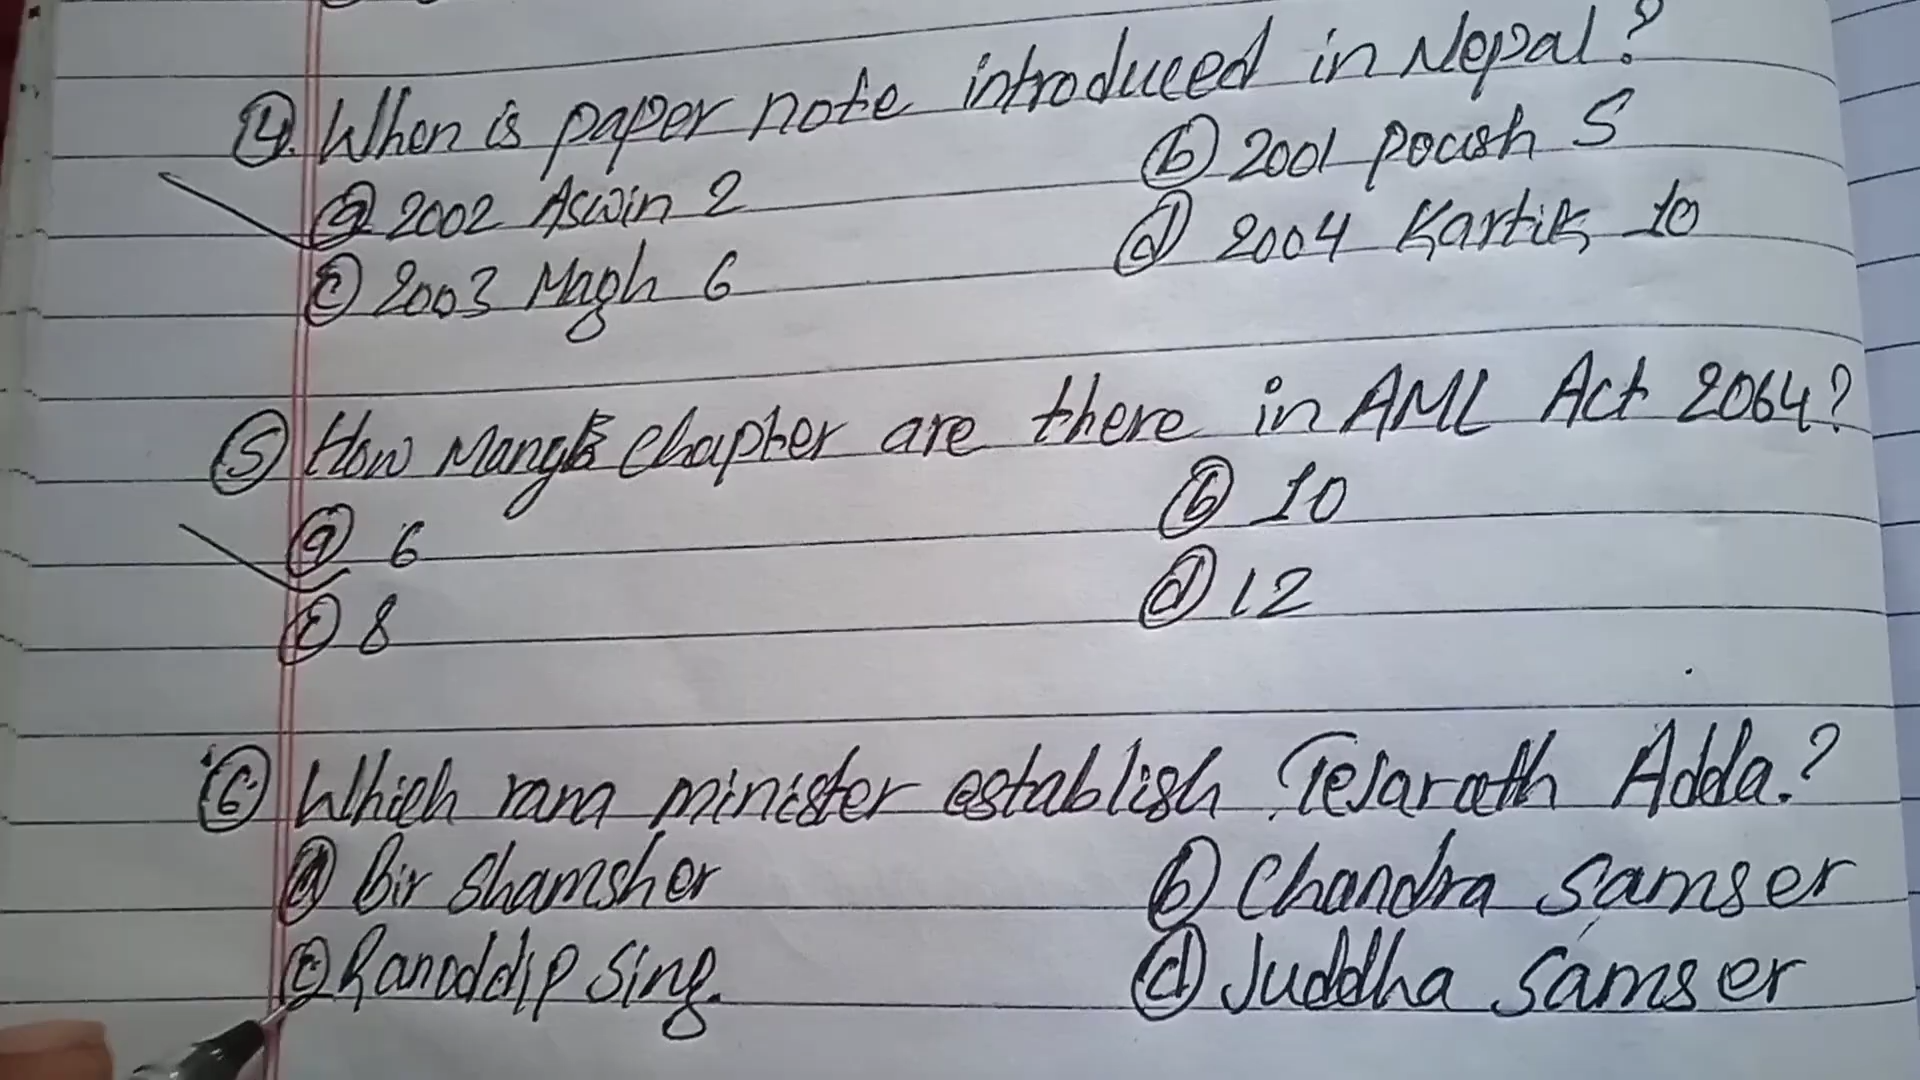 4. When is paper note introduced in Nepal?
a 2002 Aswin 2 b 2001 Poush 5
c 2003 Magh 6 d 2004 Kartik 10
5 How Many chapter are there in AML Act 2064?
a 6 b 10
c 8 d 12
6 Which rana minister establish Tejarath Adda.?
a Bir Shamsher b Chandra Samser
c Ranoddip Sing. d Juddha Samser